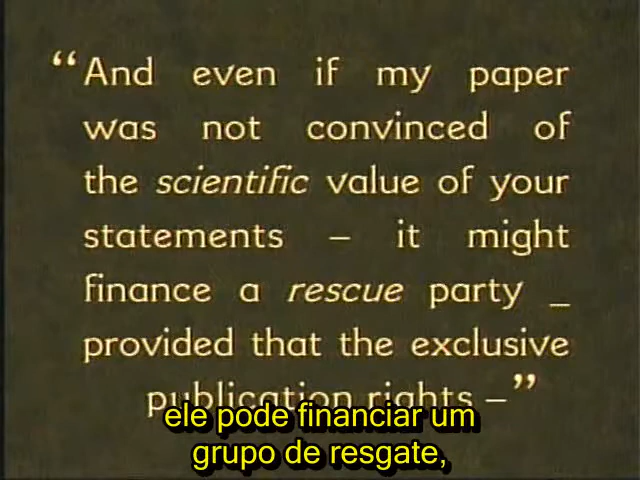 “And even if my paper
was not convinced of
the scientific value of your
statements – it might
finance a rescue party _
provided that the exclusive
publication rights –”
ele pode financiar um
grupo de resgate,